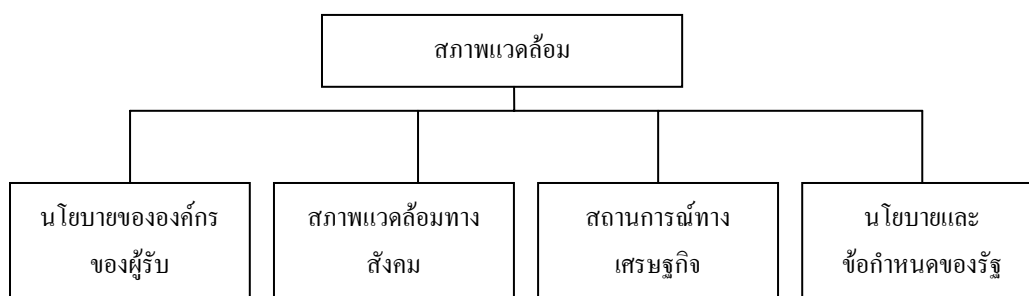 สภาพแวดล้อม
นโยบายขององค์กร
ของผู้รับ
สภาพแวดล้อมทาง
สังคม
สถานการณ์ทาง
เศรษฐกิจ
นโยบายและ
ข้อกำหนดของรัฐ